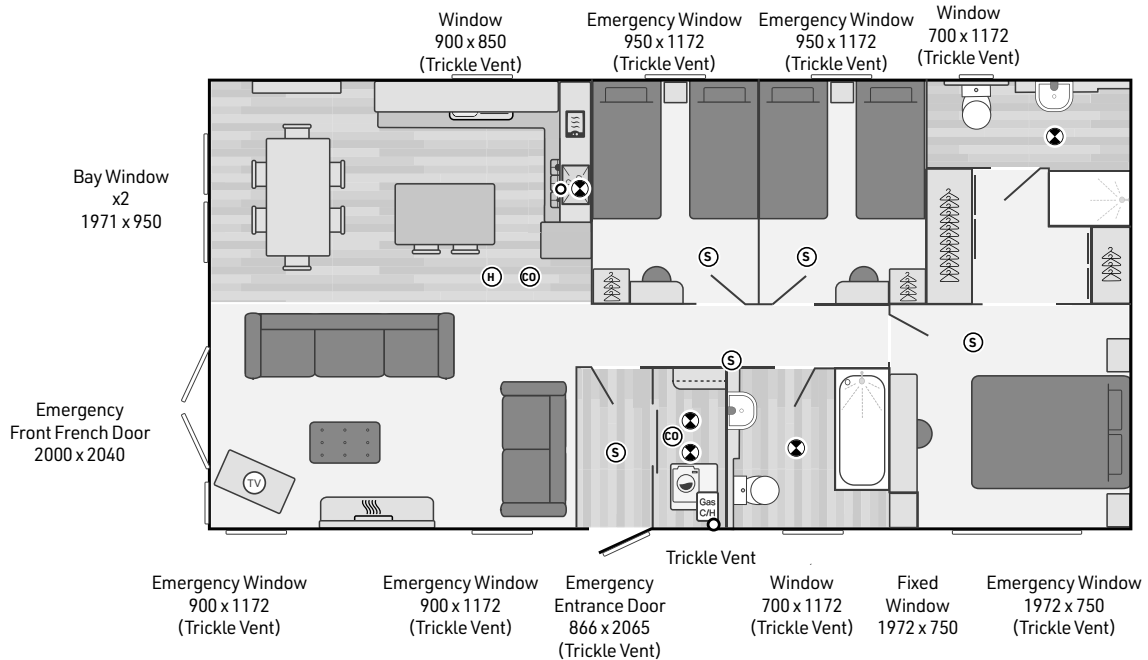 Window
900 x 850
(Trickle Vent)
Emergency Window
950 x 1172
(Trickle Vent)
Emergency Window
950 x 1172
(Trickle Vent)
Window
700 x 1172
(Trickle Vent)
Bay Window
x2
1971 x 950
S
S
H
CO
S
S
Emergency
Front French Door
2000 x 2040
CO
S
TV
Gas
C/H
Trickle Vent
Emergency Window
900 x 1172
(Trickle Vent)
Emergency Window
900 x 1172
(Trickle Vent)
Emergency
Entrance Door
866 x 2065
(Trickle Vent)
Window
700 x 1172
(Trickle Vent)
Fixed
Window
1972 x 750
Emergency Window
1972 x 750
(Trickle Vent)